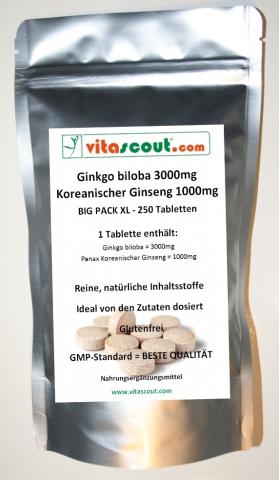 vitascout.com
Ginkgo biloba 3000mg
Koreanischer Ginseng 1000mg
BIG PACK XL - 250 Tabletten
1 Tablette enthält:
Ginkgo biloba = 3000mg
Panax Koreanischer Ginseng = 1000mg
Reine, natürliche Inhaltsstoffe
Ideal von den Zutaten dosiert
Glutenfrei
GMP-Standard = BESTE QUALITÄT
Nahrungsergänzungsmittel
www.vitascout.com